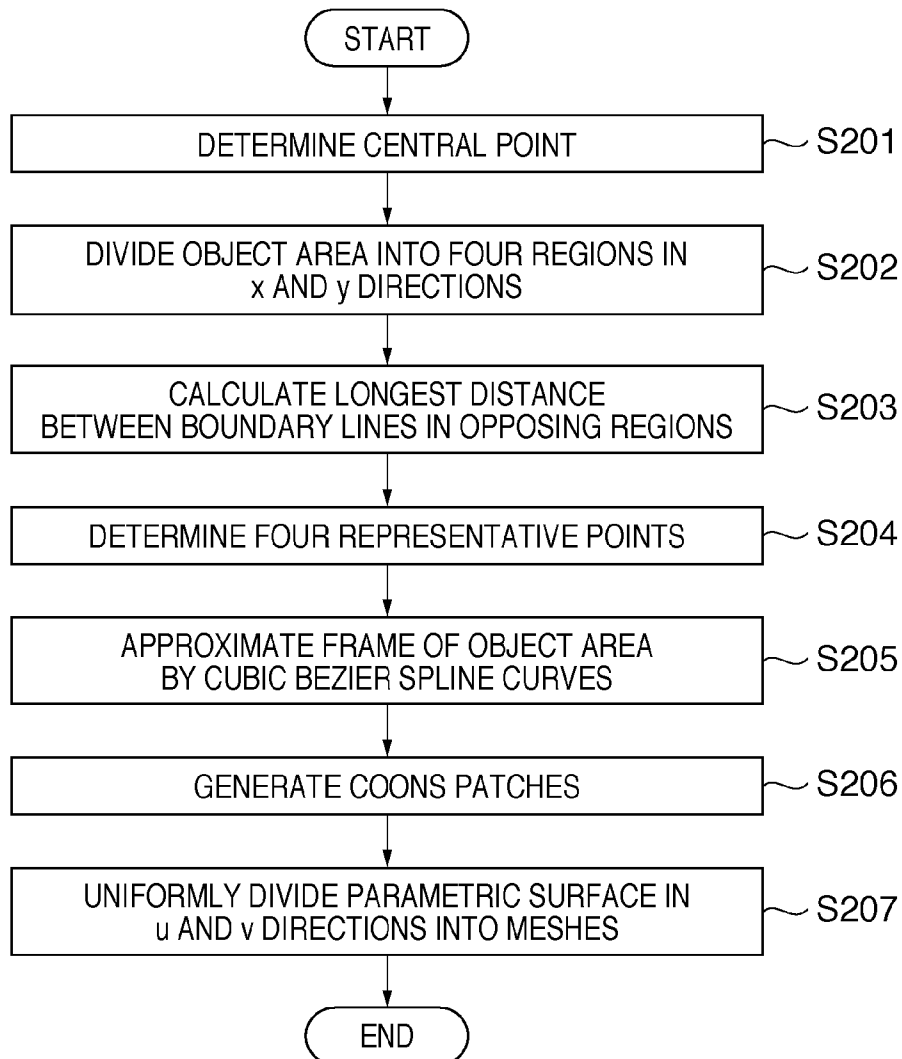 START
DETERMINE CENTRAL POINT
S201
DIVIDE OBJECT AREA INTO FOUR REGIONS IN
x AND y DIRECTIONS
S202
CALCULATE LONGEST DISTANCE
BETWEEN BOUNDARY LINES IN OPPOSING REGIONS
S203
DETERMINE FOUR REPRESENTATIVE POINTS
S204
APPROXIMATE FRAME OF OBJECT AREA
BY CUBIC BEZIER SPLINE CURVES
S205
GENERATE COONS PATCHES
S206
UNIFORMLY DIVIDE PARAMETRIC SURFACE IN
u AND v DIRECTIONS INTO MESHES
S207
END